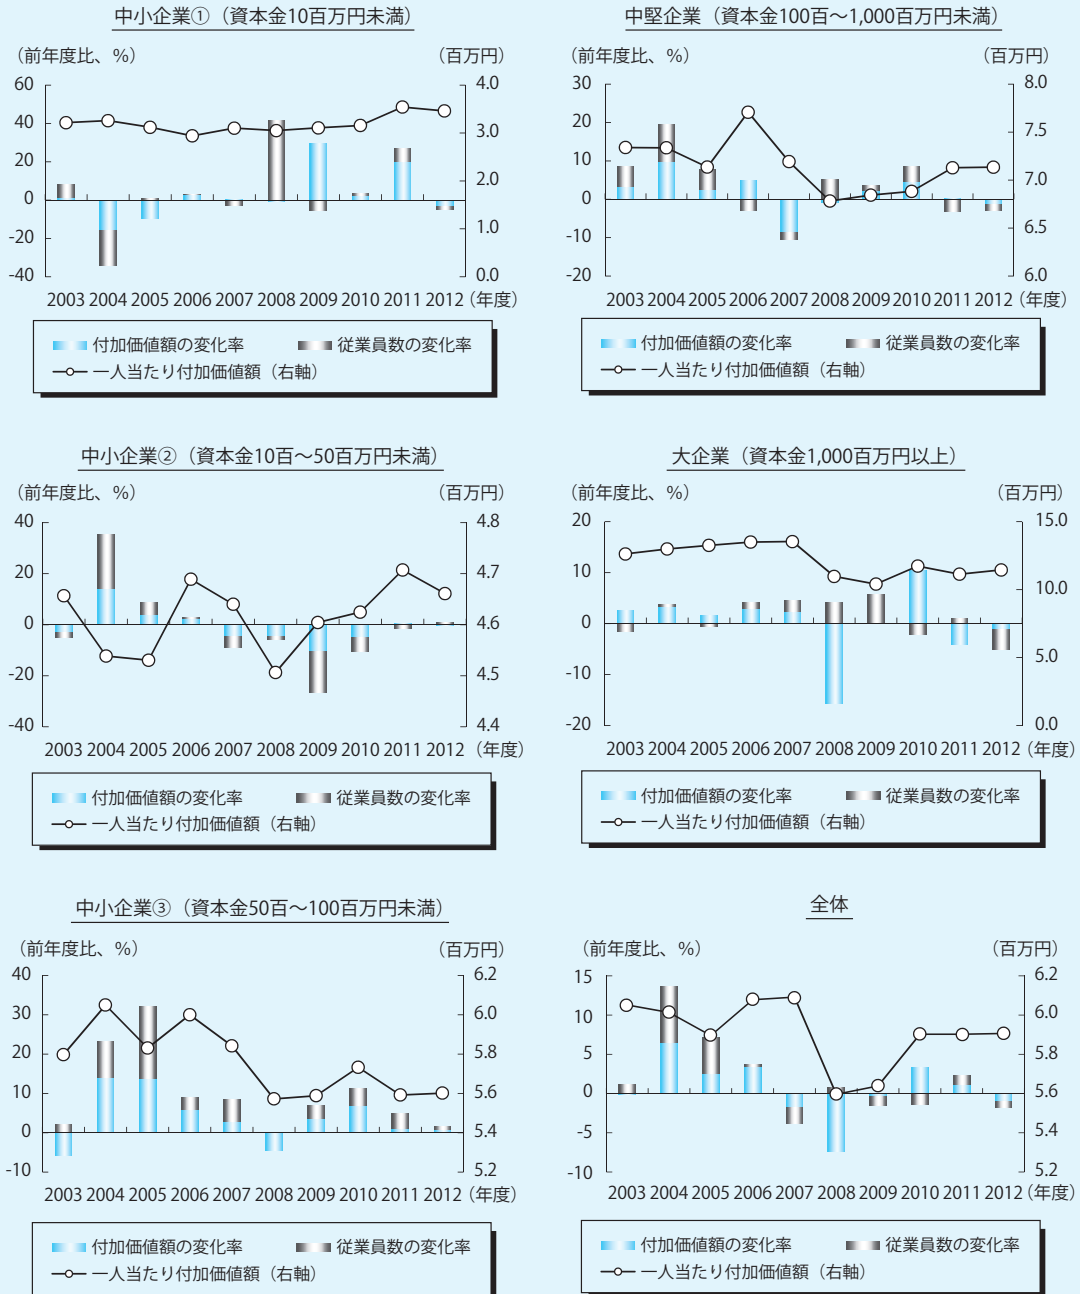 中小企業①（資本金10百万円未満）
（前年度比、%）
（百万円）
60
40
20
0
-20
-40
4.0
3.0
2.0
1.0
0.0
2003 2004 2005 2006 2007 2008 2009 2010 2011 2012（年度）
付加価値額の変化率
従業員数の変化率
一人当たり付加価値額（右軸）
中堅企業（資本金100百～1,000百万円未満）
（前年度比、%）
（百万円）
30
20
10
0
-10
-20
8.0
7.5
7.0
6.5
6.0
2003 2004 2005 2006 2007 2008 2009 2010 2011 2012（年度）
付加価値額の変化率
従業員数の変化率
一人当たり付加価値額（右軸）
中小企業②（資本金10百～50百万円未満）
（前年度比、%）
（百万円）
40
20
0
-20
-40
4.8
4.7
4.6
4.5
4.4
2003 2004 2005 2006 2007 2008 2009 2010 2011 2012（年度）
付加価値額の変化率
従業員数の変化率
一人当たり付加価値額（右軸）
大企業（資本金1,000百万円以上）
（前年度比、%）
（百万円）
20
10
0
-10
-20
15.0
10.0
5.0
0.0
2003 2004 2005 2006 2007 2008 2009 2010 2011 2012（年度）
付加価値額の変化率
従業員数の変化率
一人当たり付加価値額（右軸）
中小企業③（資本金50百～100百万円未満）
（前年度比、%）
（百万円）
40
30
20
10
0
-10
6.2
6.0
5.8
5.6
5.4
5.2
2003 2004 2005 2006 2007 2008 2009 2010 2011 2012（年度）
付加価値額の変化率
従業員数の変化率
一人当たり付加価値額（右軸）
全体
（前年度比、%）
（百万円）
15
10
5
0
-5
-10
6.2
6.0
5.8
5.6
5.4
5.2
2003 2004 2005 2006 2007 2008 2009 2010 2011 2012（年度）
付加価値額の変化率
従業員数の変化率
一人当たり付加価値額（右軸）